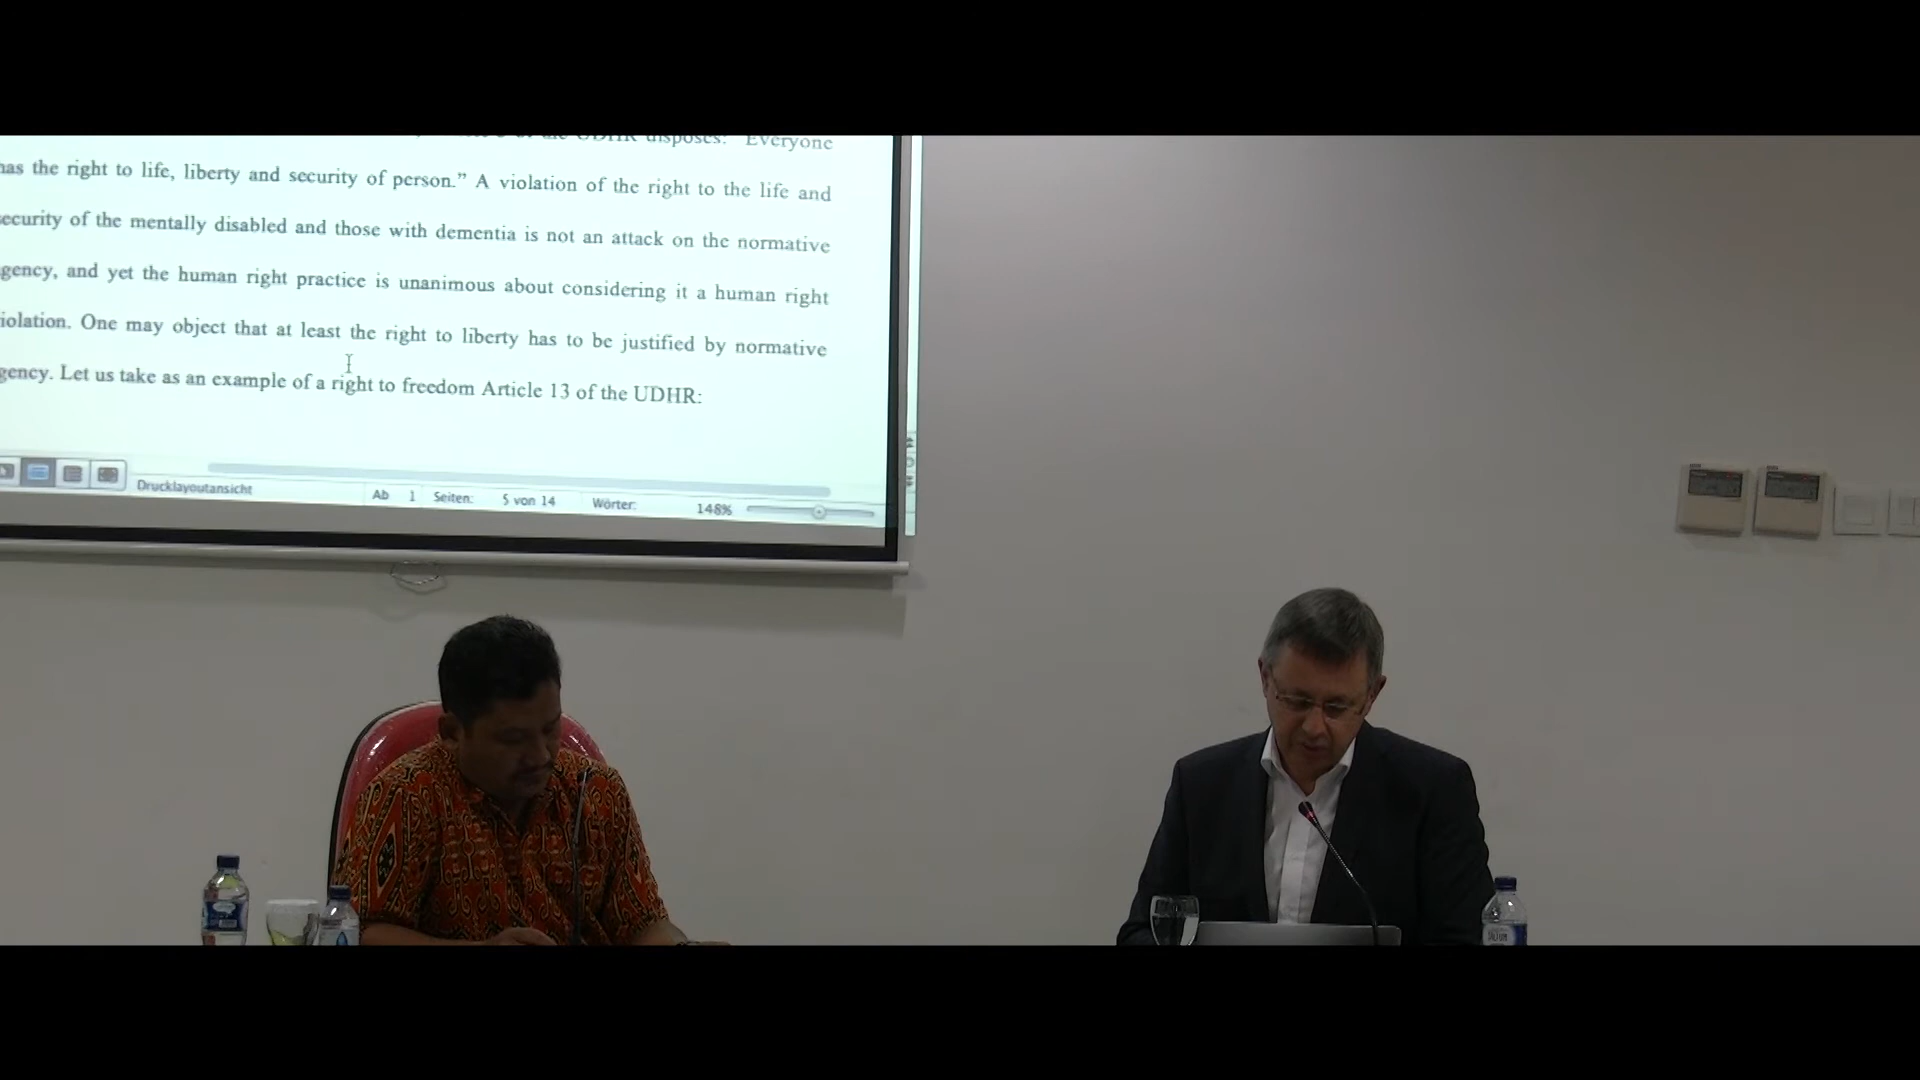 the UDHR disposes: Everyone
has the right to life, liberty and security of person.” A violation of the right to the life and
ecurity of the mentally disabled and those with dementia is not an attack on the normative
gency, and yet the human right practice is unanimous about considering it a human right
iolation. One may object that at least the right to liberty has to be justified by normative
gency. Let us take as an example of a right to freedom Article 13 of the UDHR:
Drucklayoutansicht Ab 1 Seiten: 5 von 14 Wörter: 148%